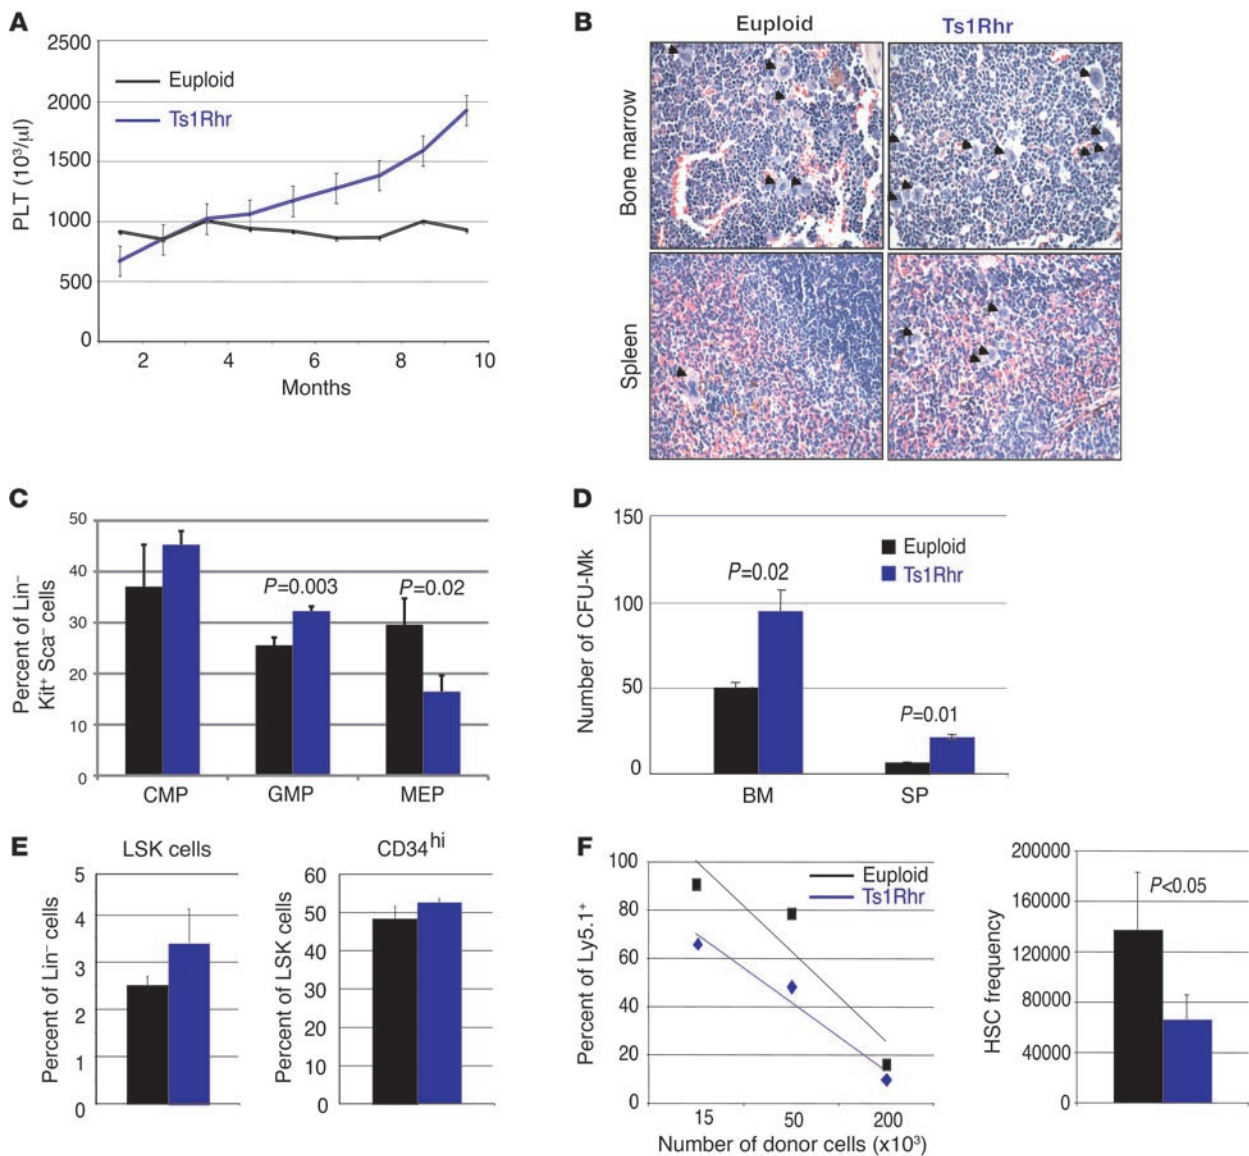 A
2500
2000
1500
1000
500
0
PLT (10³/µl)
Euploid
Ts1Rhr
2 4 6 8 10
Months
B
Euploid Ts1Rhr
Bone marrow
Spleen
C
50
40
30
20
10
0
Percent of Lin⁻
Kit⁺ Sca⁻ cells
P=0.003
P=0.02
CMP GMP MEP
D
150
100
50
0
Number of CFU-Mk
Euploid
Ts1Rhr
P=0.02
P=0.01
BM SP
E
LSK cells
5
4
3
2
1
0
Percent of Lin⁻ cells
CD34hi
60
50
40
30
20
10
0
Percent of LSK cells
F
100
80
60
40
20
0
Percent of Ly5.1⁺
Euploid
Ts1Rhr
15 50 200
Number of donor cells (x10³)
200000
160000
120000
80000
40000
0
HSC frequency
P<0.05